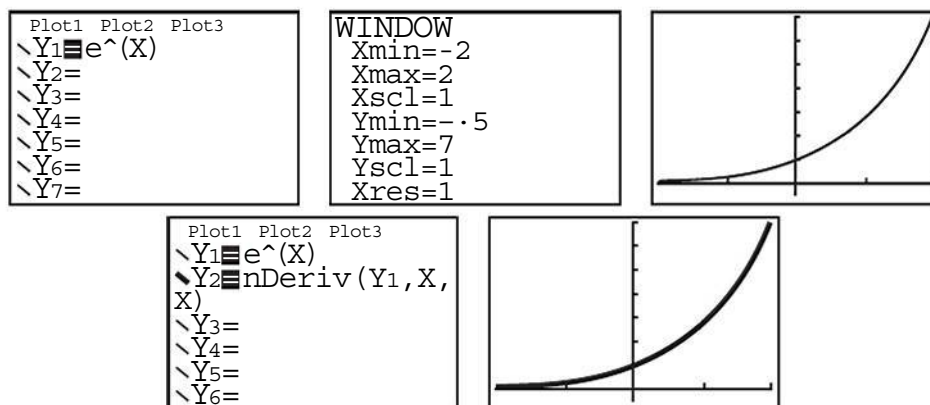 Plot1 Plot2 Plot3
\Y₁=e^(X)
\Y₂=
\Y₃=
\Y₄=
\Y₅=
\Y₆=
\Y₇=
WINDOW
Xmin=-2
Xmax=2
Xscl=1
Ymin=-.5
Ymax=7
Yscl=1
Xres=1
Plot1 Plot2 Plot3
\Y₁=e^(X)
\Y₂=nDeriv(Y₁,X,
X)
\Y₃=
\Y₄=
\Y₅=
\Y₆=